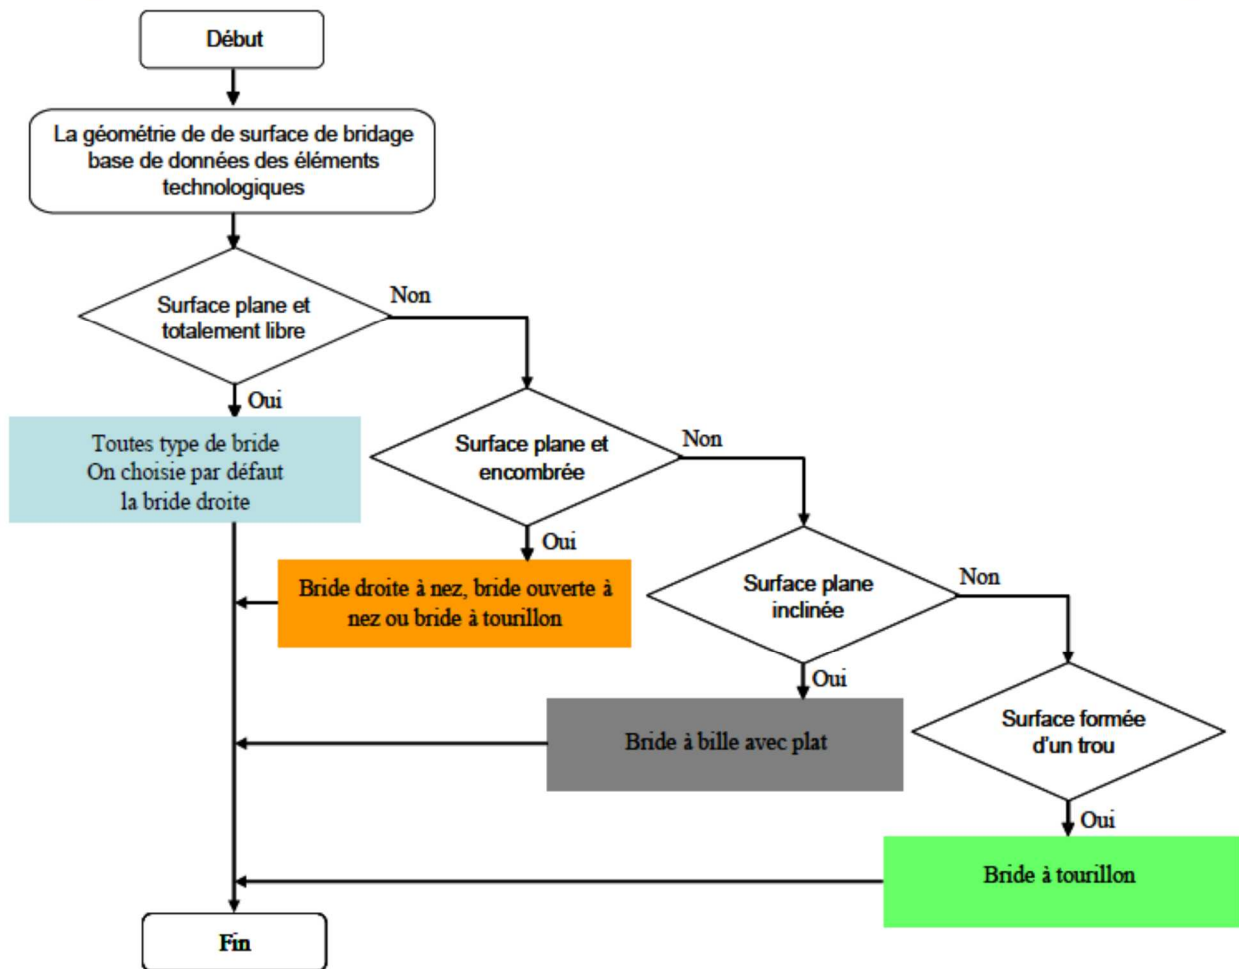 Début
La géométrie de de surface de bridage
base de données des éléments
technologiques
Surface plane et
totalement libre
Non
Oui
Toutes type de bride
On choisie par défaut
la bride droite
Surface plane et
encombrée
Non
Oui
Bride droite à nez, bride ouverte à
nez ou bride à tourillon
Surface plane
inclinée
Non
Oui
Bride à bille avec plat
Surface formée
d'un trou
Oui
Bride à tourillon
Fin